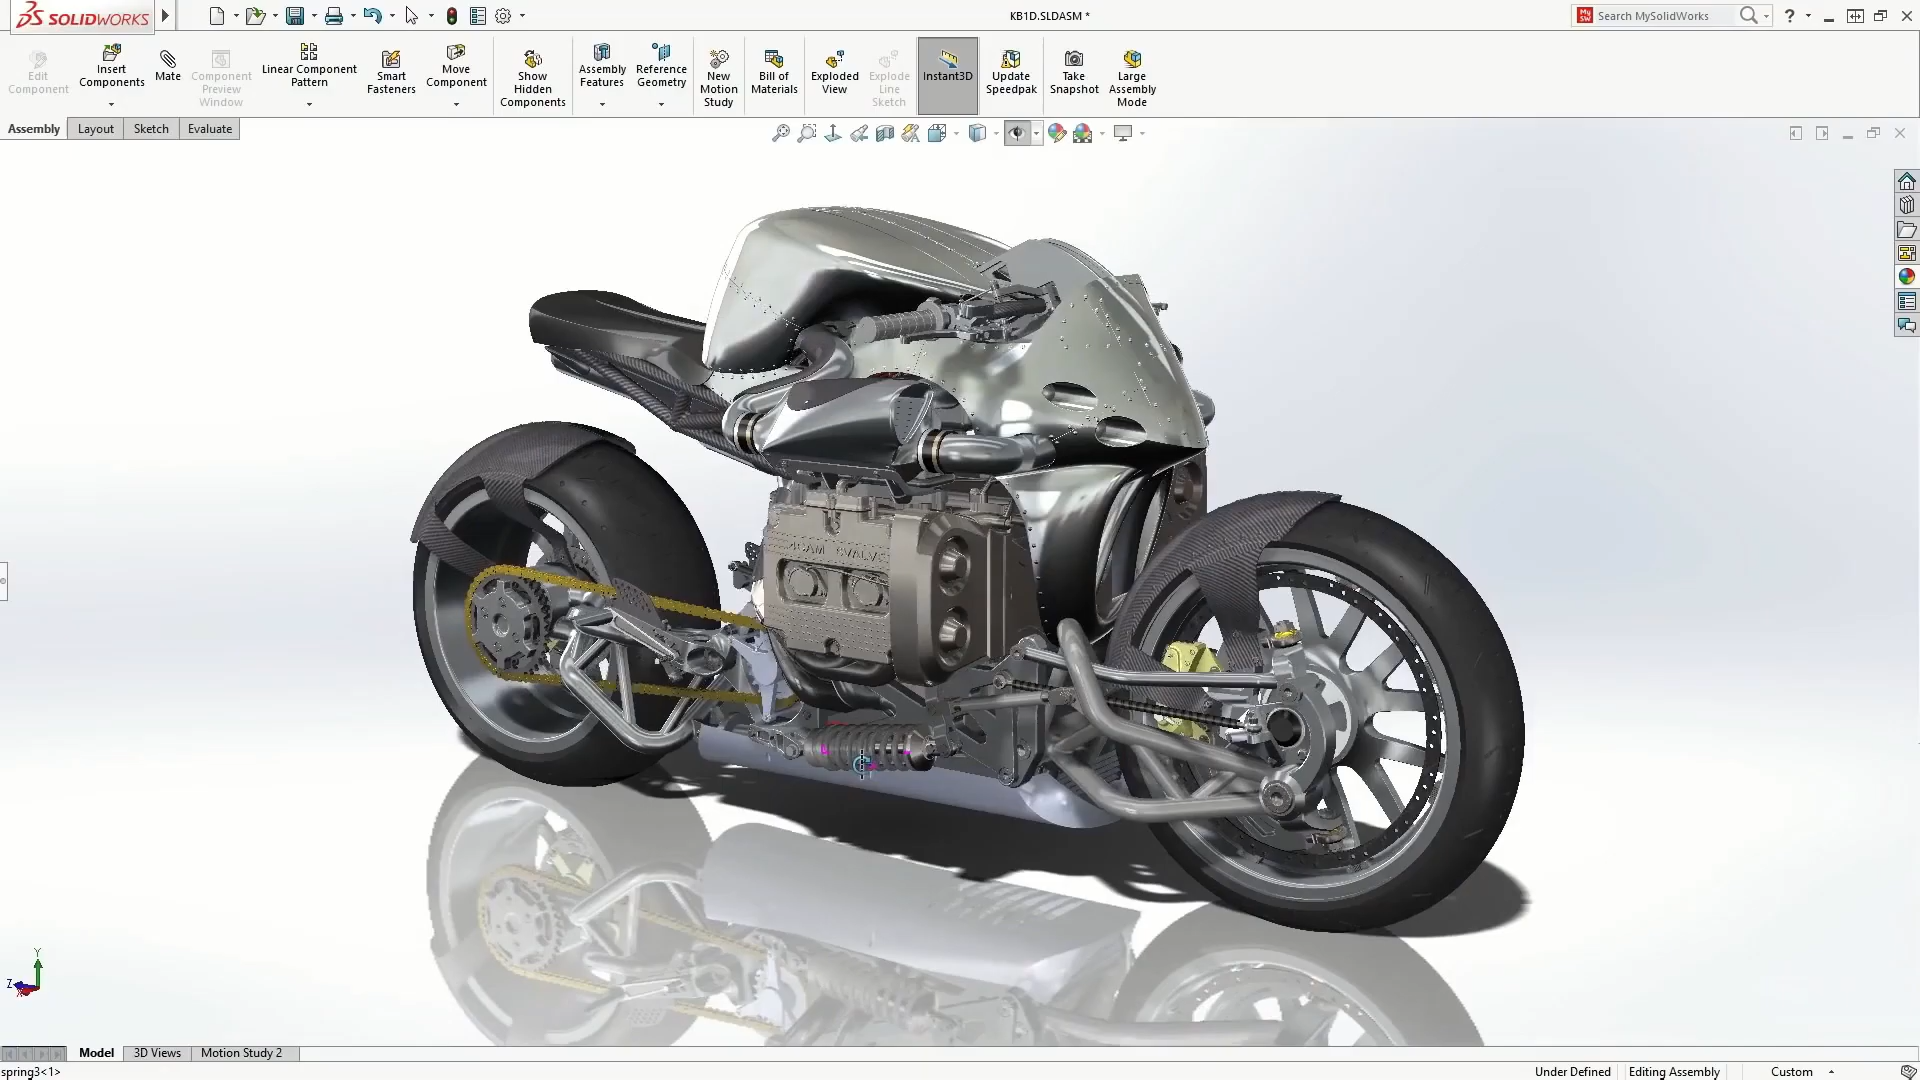 SOLIDWORKS
KB1D.SLDASM *
Search MySolidWorks
?
Edit Component
Insert Components
Mate
Component Preview Window
Linear Component Pattern
Smart Fasteners
Move Component
Show Hidden Components
Assembly Features
Reference Geometry
New Motion Study
Bill of Materials
Exploded View
Explode Line Sketch
Instant3D
Update Speedpak
Take Snapshot
Large Assembly Mode
Assembly
Layout
Sketch
Evaluate
Y
Z
X
Model
3D Views
Motion Study 2
spring3<1>
Under Defined
Editing Assembly
Custom